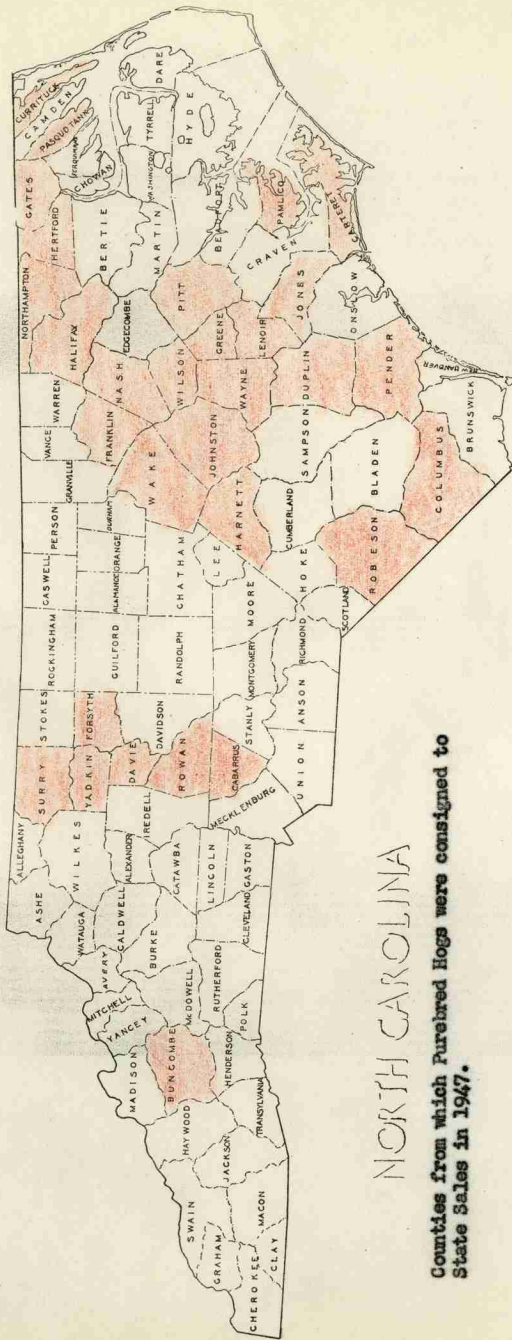 NORTH CAROLINA
Counties from which Purebred Hogs were consigned to
State Sales in 1947.
CHEROKEE
GRAHAM
CLAY
SWAIN
MACON
JACKSON
HAYWOOD
TRANSYLVANIA
MADISON
BUNCOMBE
HENDERSON
YANCEY
MITCHELL
AVERY
McDOWELL
POLK
RUTHERFORD
ASHE
WATAUGA
CALDWELL
BURKE
CLEVELAND
ALLEGHANY
WILKES
ALEXANDER
CATAWBA
LINCOLN
GASTON
SURRY
YADKIN
IREDELL
DAVIE
ROWAN
CABARRUS
MECKLENBURG
STOKES
FORSYTH
DAVIDSON
STANLY
UNION
ROCKINGHAM
GUILFORD
RANDOLPH
MONTGOMERY
ANSON
CASWELL
ALAMANCE
ORANGE
CHATHAM
MOORE
RICHMOND
PERSON
DURHAM
LEE
HOKE
SCOTLAND
GRANVILLE
VANCE
WARREN
FRANKLIN
WAKE
HARNETT
CUMBERLAND
ROBESON
JOHNSTON
SAMPSON
BLADEN
COLUMBUS
BRUNSWICK
NORTHAMPTON
HALIFAX
NASH
WILSON
WAYNE
DUPLIN
PENDER
NEW HANOVER
EDGECOMBE
PITT
GREENE
LENOIR
JONES
ONSLOW
GATES
HERTFORD
BERTIE
MARTIN
BEAUFORT
CRAVEN
PAMLICO
CARTERET
CURRITUCK
CAMDEN
PASQUOTANK
PERQUIMANS
CHOWAN
WASHINGTON
TYRRELL
DARE
HYDE